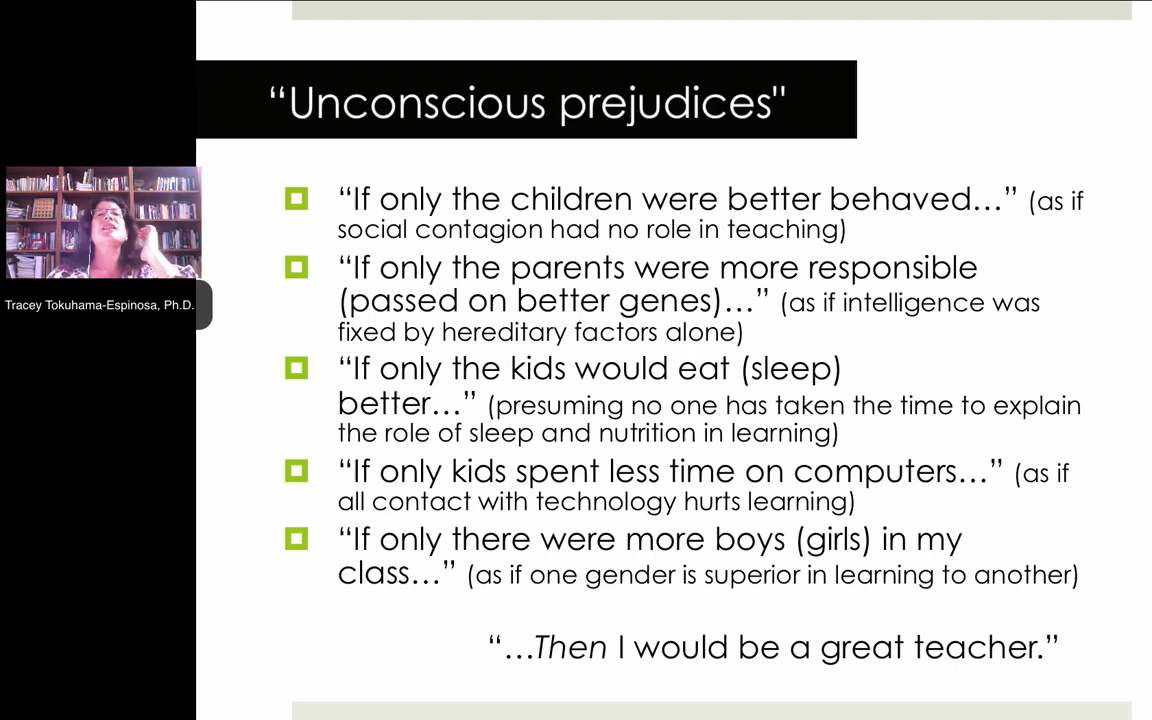 “Unconscious prejudices"
“If only the children were better behaved…” (as if
social contagion had no role in teaching)
“If only the parents were more responsible
(passed on better genes)…” (as if intelligence was
fixed by hereditary factors alone)
“If only the kids would eat (sleep)
better…” (presuming no one has taken the time to explain
the role of sleep and nutrition in learning)
“If only kids spent less time on computers…” (as if
all contact with technology hurts learning)
“If only there were more boys (girls) in my
class…” (as if one gender is superior in learning to another)
“…Then I would be a great teacher.”
Tracey Tokuhama-Espinosa, Ph.D.